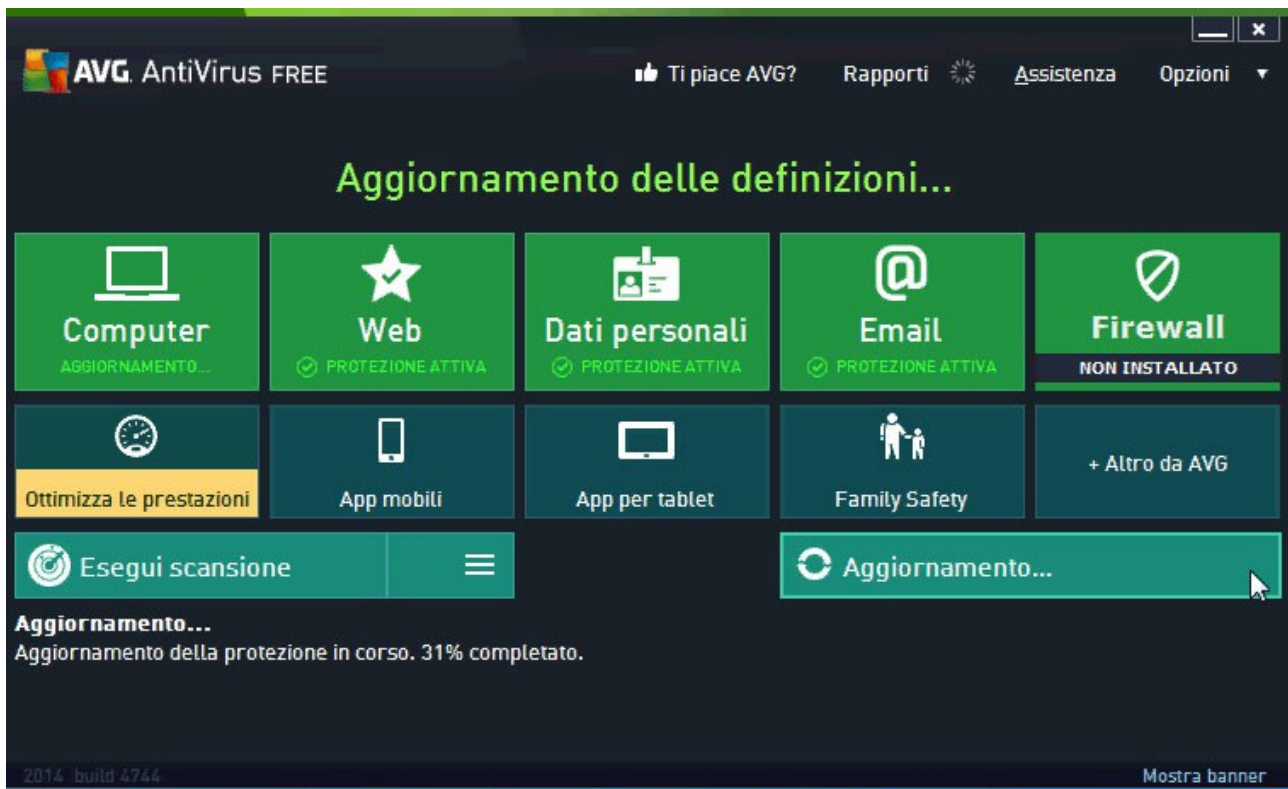 AVG. AntiVirus FREE
Ti piace AVG?
Rapporti
Assistenza
Opzioni
Aggiornamento delle definizioni...
Computer
AGGIORNAMENTO...
Web
PROTEZIONE ATTIVA
Dati personali
PROTEZIONE ATTIVA
Email
PROTEZIONE ATTIVA
Firewall
NON INSTALLATO
Ottimizza le prestazioni
App mobili
App per tablet
Family Safety
+ Altro da AVG
Esegui scansione
Aggiornamento...
Aggiornamento...
Aggiornamento della protezione in corso. 31% completato.
2014 build 4744
Mostra banner